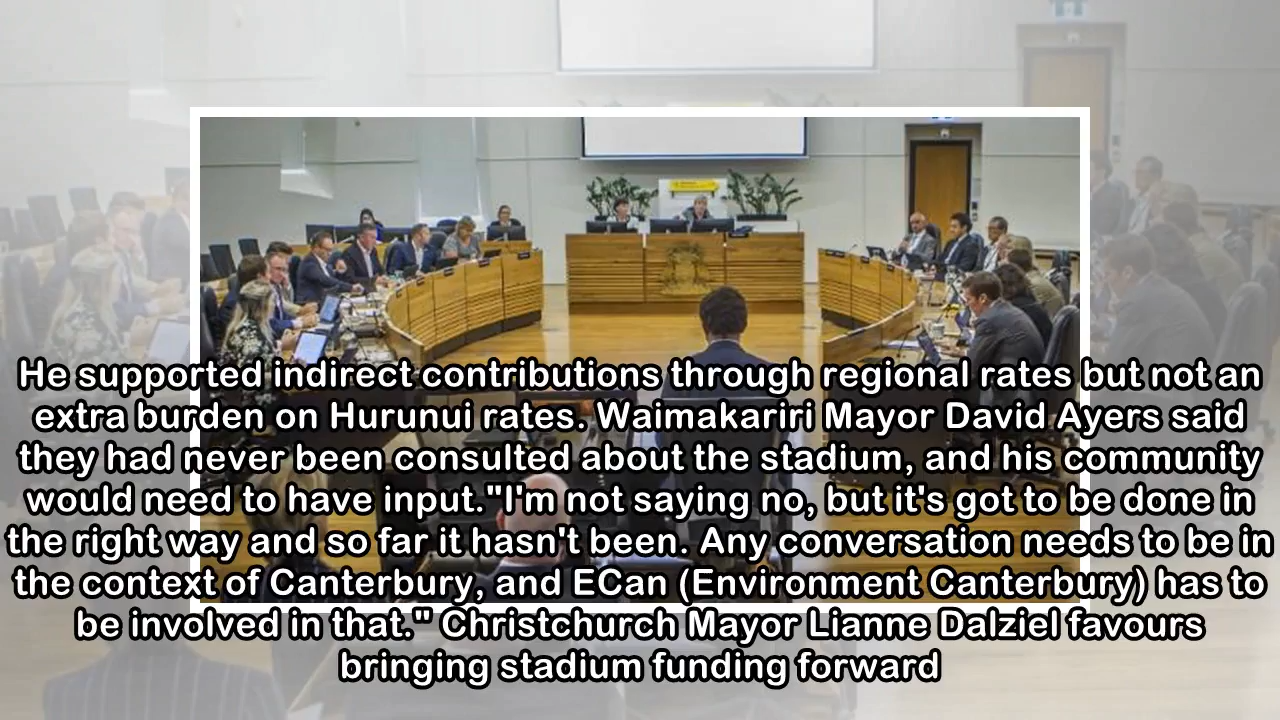 He supported indirect contributions through regional rates but not an
extra burden on Hurunui rates. Waimakariri Mayor David Ayers said
they had never been consulted about the stadium, and his community
would need to have input."I'm not saying no, but it's got to be done in
the right way and so far it hasn't been. Any conversation needs to be in
the context of Canterbury, and ECan (Environment Canterbury) has to
be involved in that." Christchurch Mayor Lianne Dalziel favours
bringing stadium funding forward